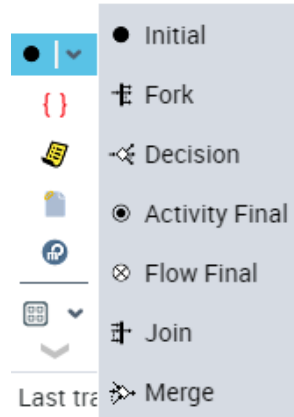 Initial
Fork
Decision
Activity Final
Flow Final
Join
Last tra
Merge